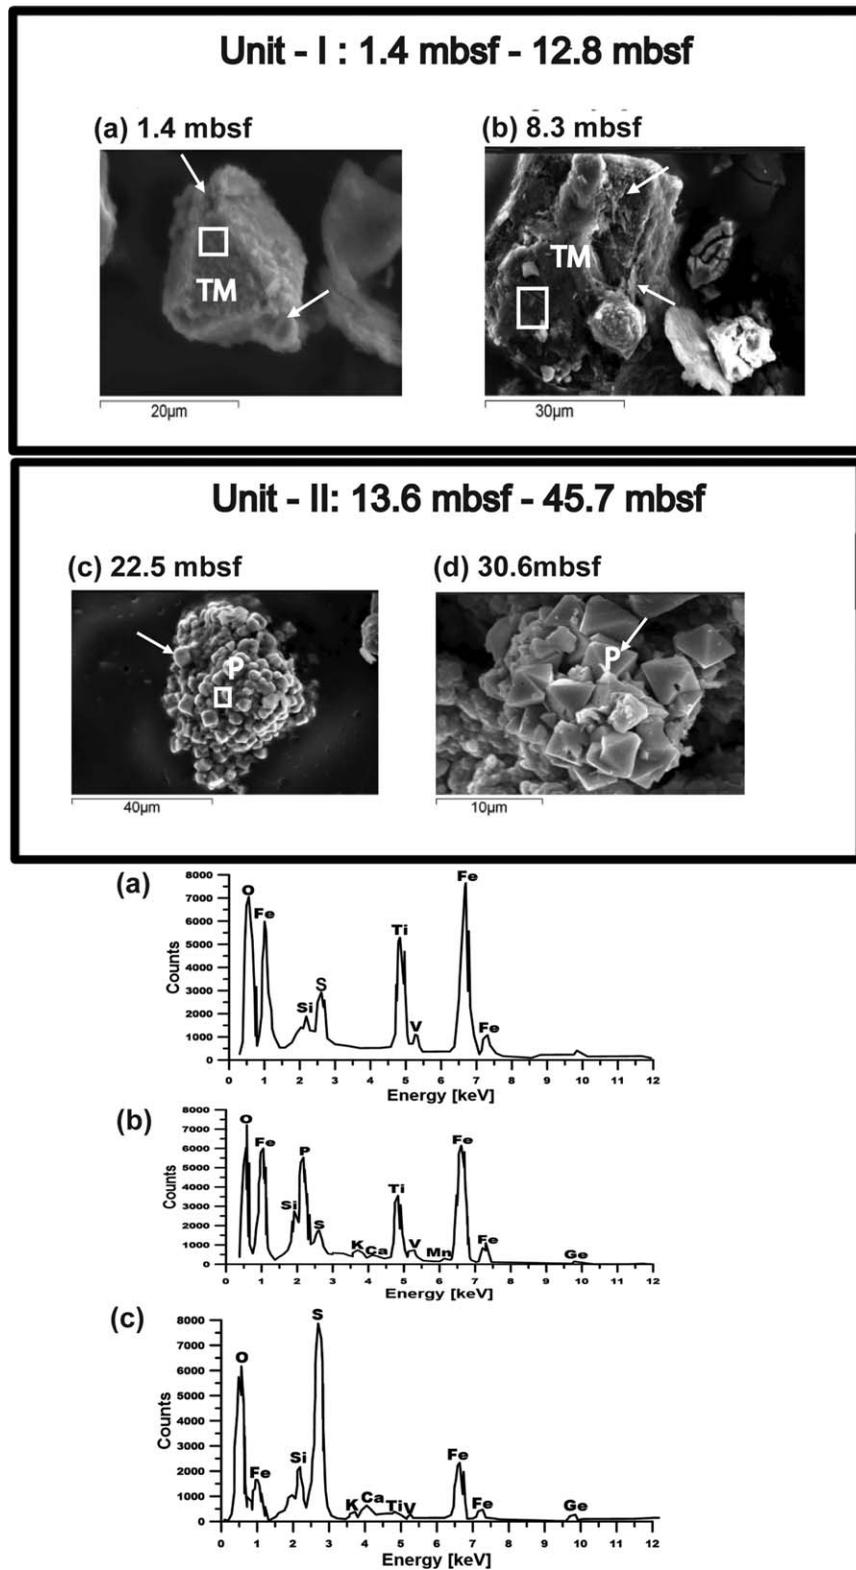 Unit - I : 1.4 mbsf - 12.8 mbsf
(a) 1.4 mbsf
(b) 8.3 mbsf
TM
TM
20µm
30µm
Unit - II: 13.6 mbsf - 45.7 mbsf
(c) 22.5 mbsf
(d) 30.6mbsf
P
P
40µm
10µm
(a)
8000
7000
6000
5000
4000
3000
2000
1000
0
Counts
O
Fe
Si
S
Ti
V
Fe
Fe
0 1 2 3 4 5 6 7 8 9 10 11 12
Energy [keV]
(b)
8000
7000
6000
5000
4000
3000
2000
1000
0
Counts
O
Fe
Si
P
S
K
Ca
Ti
V
Mn
Fe
Fe
Ge
0 1 2 3 4 5 6 7 8 9 10 11 12
Energy [keV]
(c)
8000
7000
6000
5000
4000
3000
2000
1000
0
Counts
O
Fe
Si
S
K
Ca
Ti
V
Fe
Fe
Ge
0 1 2 3 4 5 6 7 8 9 10 11 12
Energy [keV]